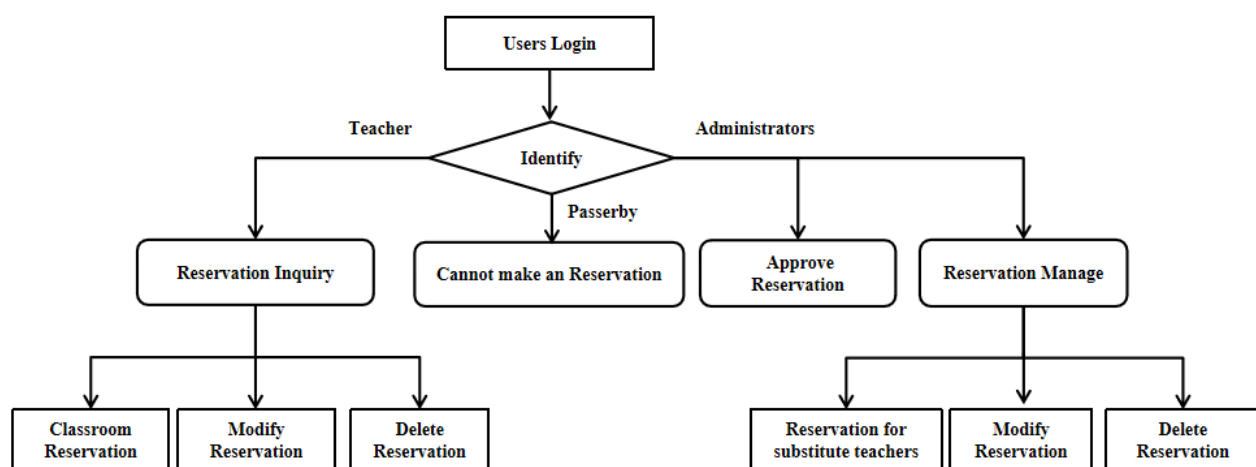 Users Login
Teacher
Administrators
Identify
Passerby
Reservation Inquiry
Cannot make an Reservation
Approve
Reservation
Reservation Manage
Classroom
Reservation
Modify
Reservation
Delete
Reservation
Reservation for
substitute teachers
Modify
Reservation
Delete
Reservation